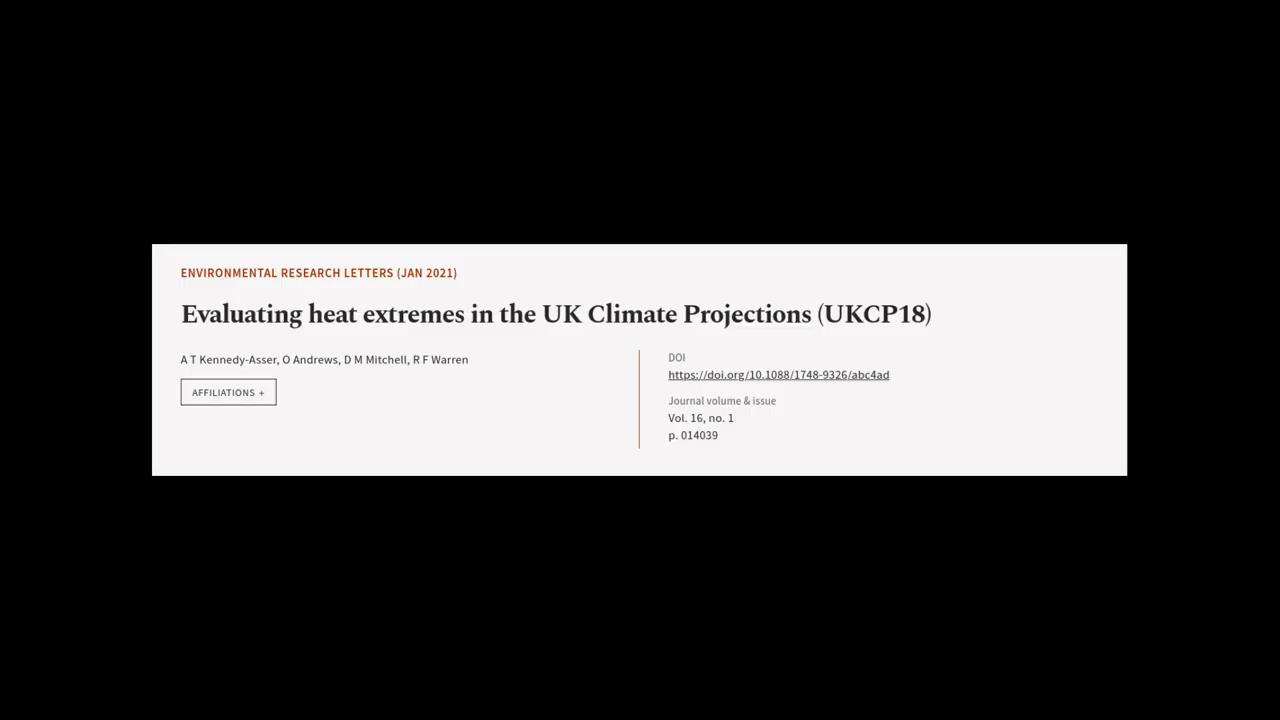 ENVIRONMENTAL RESEARCH LETTERS (JAN 2021)
Evaluating heat extremes in the UK Climate Projections (UKCP18)
A T Kennedy-Asser, O Andrews, D M Mitchell, R F Warren
AFFILIATIONS +
DOI
https://doi.org/10.1088/1748-9326/abc4ad
Journal volume & issue
Vol. 16, no. 1
p. 014039